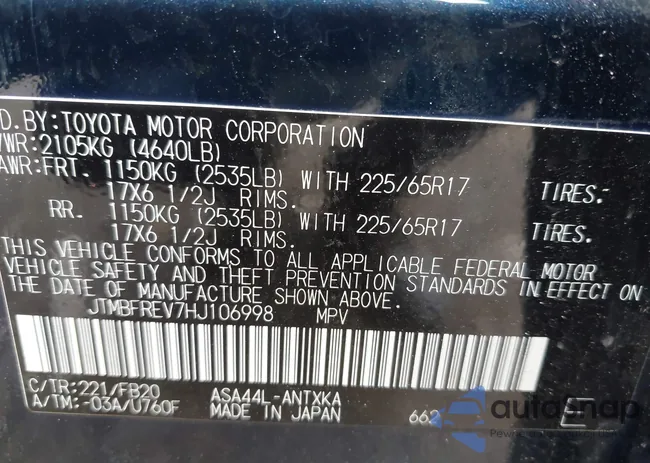 D.BY:TOYOTA MOTOR CORPORATION
VWR:2105KG (4640LB)
AWR:FRT. 1150KG (2535LB) WITH 225/65R17 TIRES.
17X6 1/2J RIMS.
RR. 1150KG (2535LB) WITH 225/65R17 TIRES.
17X6 1/2J RIMS.
THIS VEHICLE CONFORMS TO ALL APPLICABLE FEDERAL MOTOR
VEHICLE SAFETY AND THEFT PREVENTION STANDARDS IN EFFECT ON
THE DATE OF MANUFACTURE SHOWN ABOVE.
JTMBFREV7HJ106998 MPV
C/TR:221/FB20 ASA44L-ANTXKA
A/TM:-03A/U760F MADE IN JAPAN 662 E
autosnap